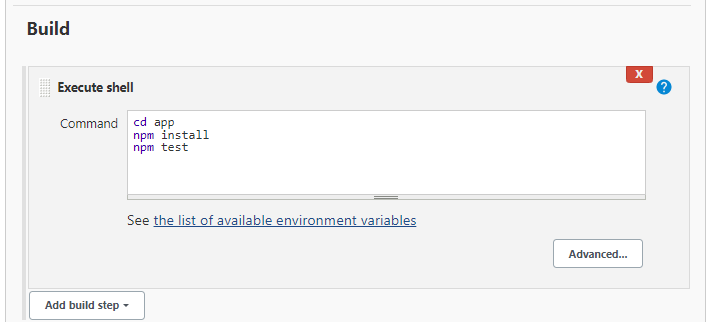 Build
X
Execute shell
?
Command
cd app
npm install
npm test
See the list of available environment variables
Advanced...
Add build step